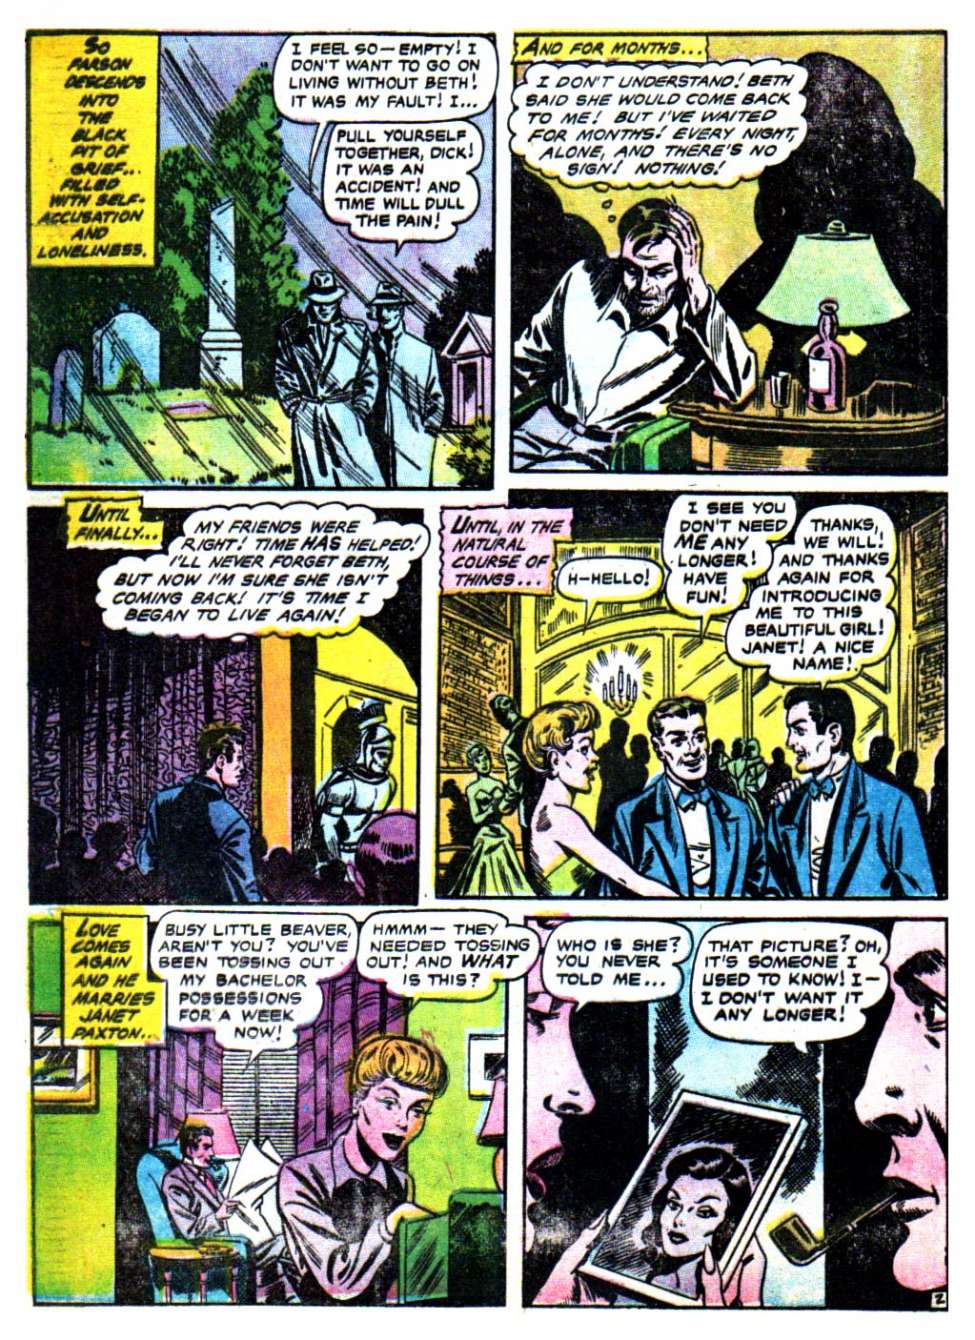 SO
PARSON
DESCENDS
INTO
THE
BLACK
PIT OF
GRIEF...
FILLED
WITH SELF-
ACCUSATION
AND
LONELINESS.
I FEEL SO— EMPTY! I
DON'T WANT TO GO ON
LIVING WITHOUT BETH!
IT WAS MY FAULT! I...
PULL YOURSELF
TOGETHER, DICK!
IT WAS AN
ACCIDENT! AND
TIME WILL DULL
THE PAIN!
AND FOR MONTHS...
I DON'T UNDERSTAND! BETH
SAID SHE WOULD COME BACK
TO ME! BUT I'VE WAITED
FOR MONTHS! EVERY NIGHT,
ALONE, AND THERE'S NO
SIGN! NOTHING!
UNTIL
FINALLY...
MY FRIENDS WERE
RIGHT! TIME HAS HELPED!
I'LL NEVER FORGET BETH,
BUT NOW I'M SURE SHE ISN'T
COMING BACK! IT'S TIME I
BEGAN TO LIVE AGAIN!
UNTIL, IN THE
NATURAL
COURSE OF
THINGS...
H-HELLO!
I SEE YOU
DON'T NEED
ME ANY
LONGER!
HAVE
FUN!
THANKS,
WE WILL!
AND THANKS
AGAIN FOR
INTRODUCING
ME TO THIS
BEAUTIFUL GIRL!
JANET! A NICE
NAME!
LOVE
COMES
AGAIN
AND HE
MARRIES
JANET
PAXTON...
BUSY LITTLE BEAVER,
AREN'T YOU? YOU'VE
BEEN TOSSING OUT
MY BACHELOR
POSSESSIONS
FOR A WEEK
NOW!
HMMM— THEY
NEEDED TOSSING
OUT! AND WHAT
IS THIS?
WHO IS SHE?
YOU NEVER
TOLD ME...
THAT PICTURE? OH,
IT'S SOMEONE I
USED TO KNOW! I—
I DON'T WANT IT
ANY LONGER!
2